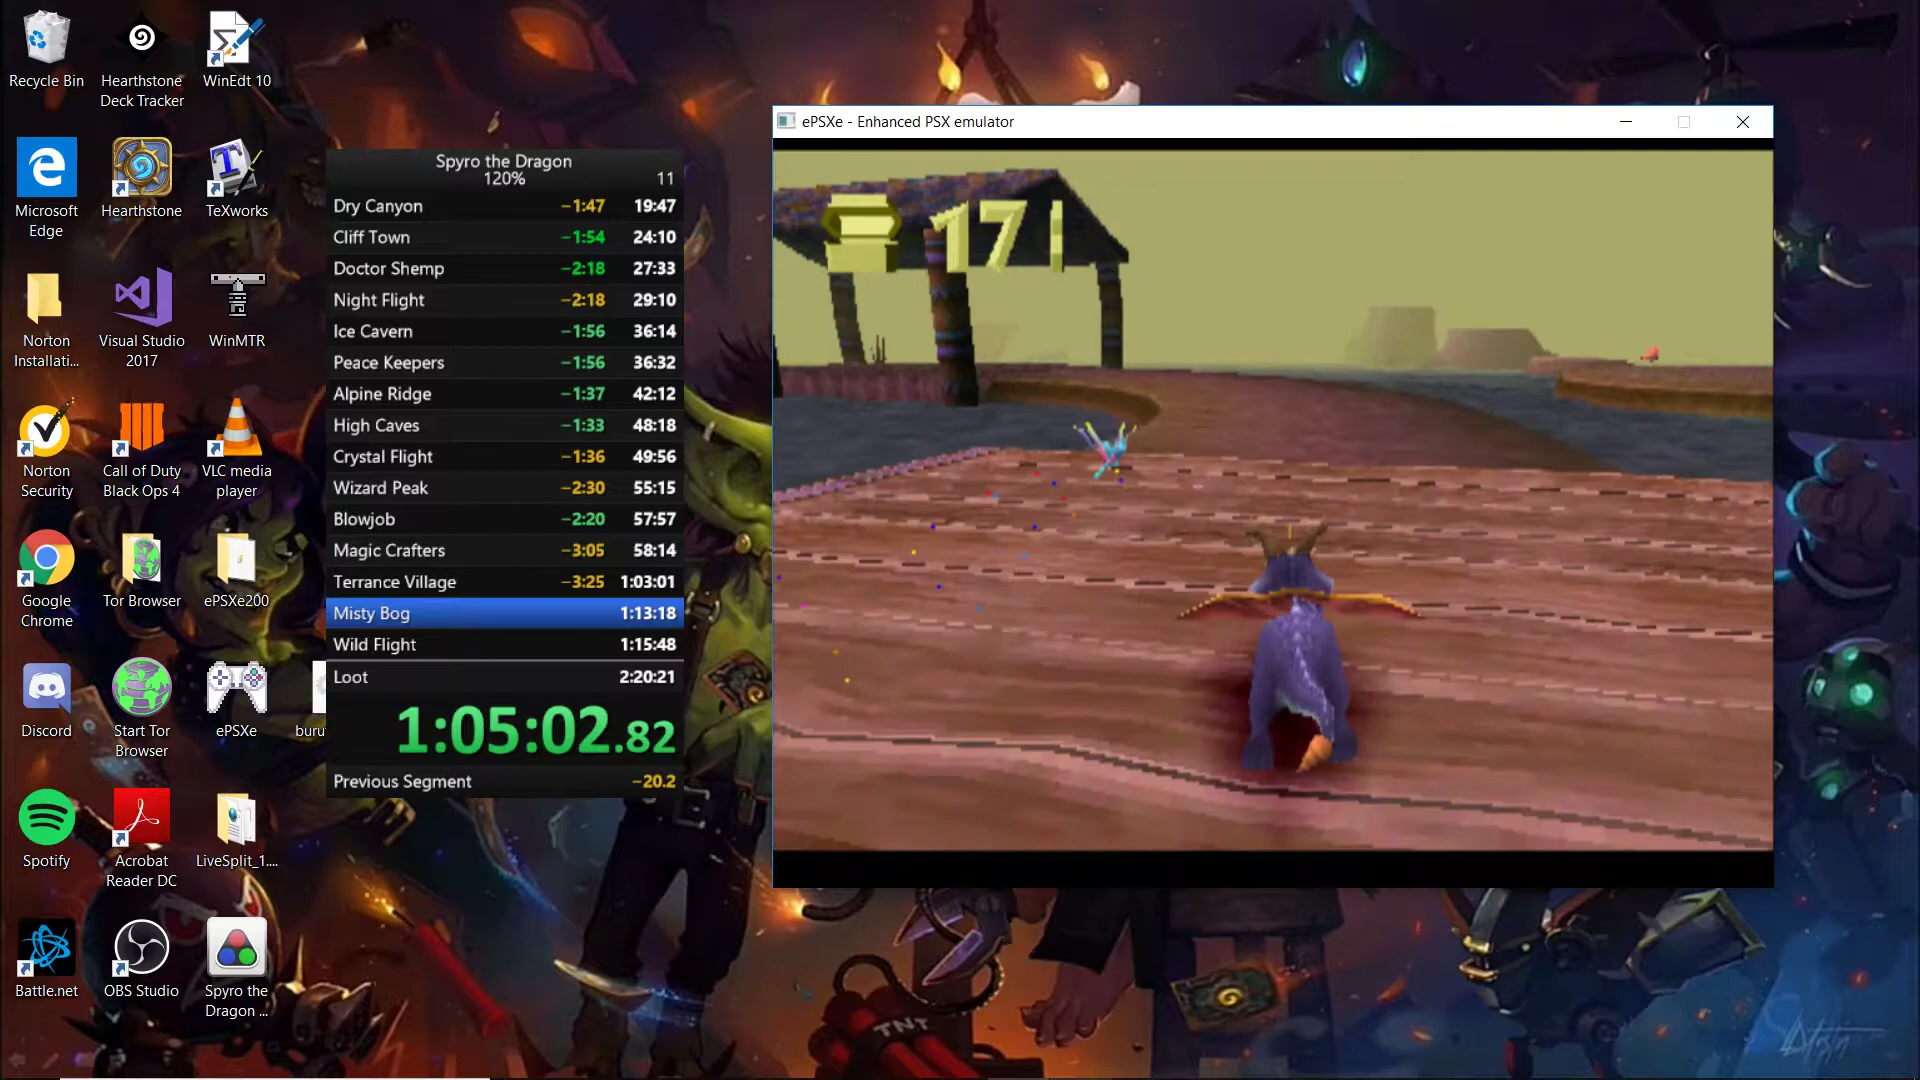 Recycle Bin
Hearthstone Deck Tracker
WinEdt 10
Microsoft Edge
Hearthstone
TeXworks
Norton Installati...
Visual Studio 2017
WinMTR
Norton Security
Call of Duty Black Ops 4
VLC media player
Google Chrome
Tor Browser
ePSXe200
Discord
Start Tor Browser
ePSXe
buru
Spotify
Acrobat Reader DC
LiveSplit_1....
Battle.net
OBS Studio
Spyro the Dragon ...
Spyro the Dragon
120% 11
Dry Canyon −1:47 19:47
Cliff Town −1:54 24:10
Doctor Shemp −2:18 27:33
Night Flight −2:18 29:10
Ice Cavern −1:56 36:14
Peace Keepers −1:56 36:32
Alpine Ridge −1:37 42:12
High Caves −1:33 48:18
Crystal Flight −1:36 49:56
Wizard Peak −2:30 55:15
Blowjob −2:20 57:57
Magic Crafters −3:05 58:14
Terrance Village −3:25 1:03:01
Misty Bog 1:13:18
Wild Flight 1:15:48
Loot 2:20:21
1:05:02.82
Previous Segment −20.2
ePSXe - Enhanced PSX emulator
171
TNT